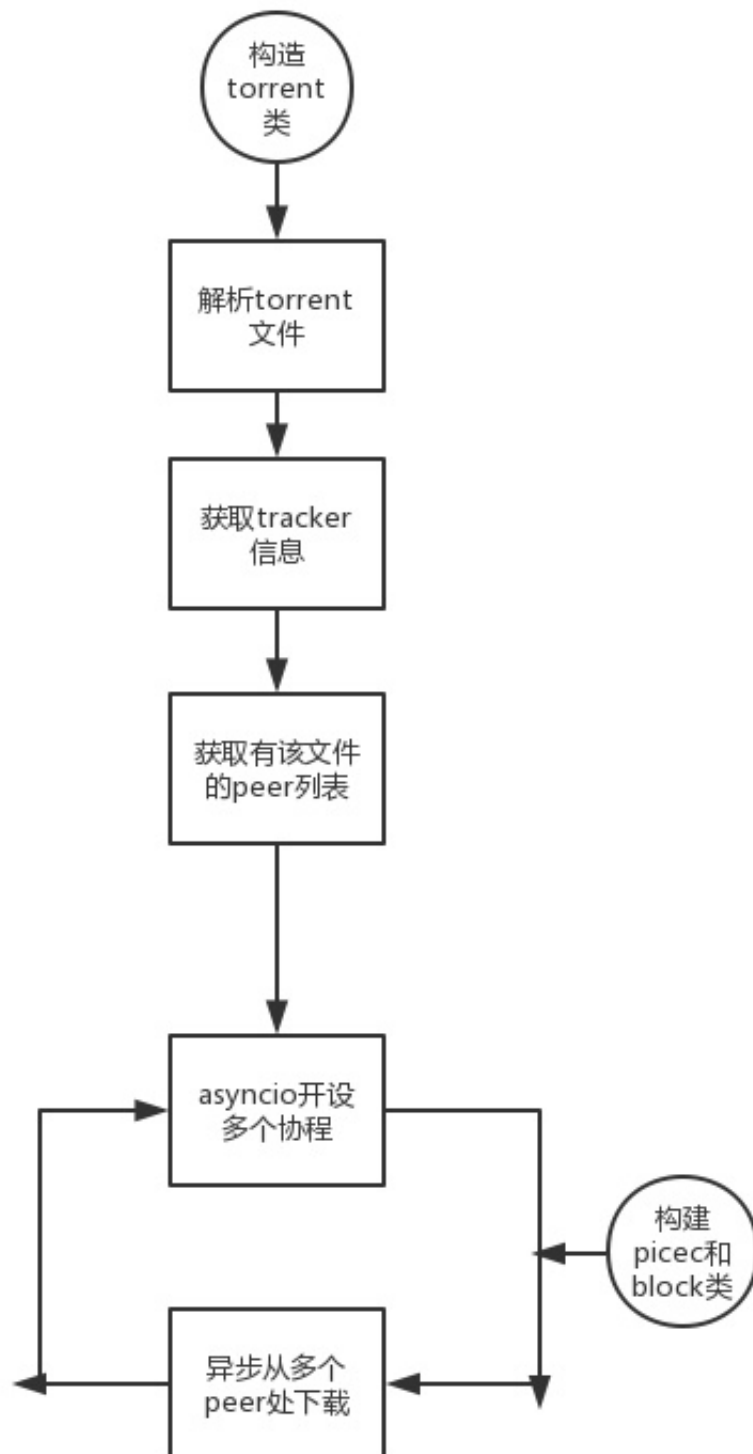 构造
torrent
类
解析torrent
文件
获取tracker
信息
获取有该文件
的peer列表
asyncio开设
多个协程
构建
picec和
block类
异步从多个
peer处下载